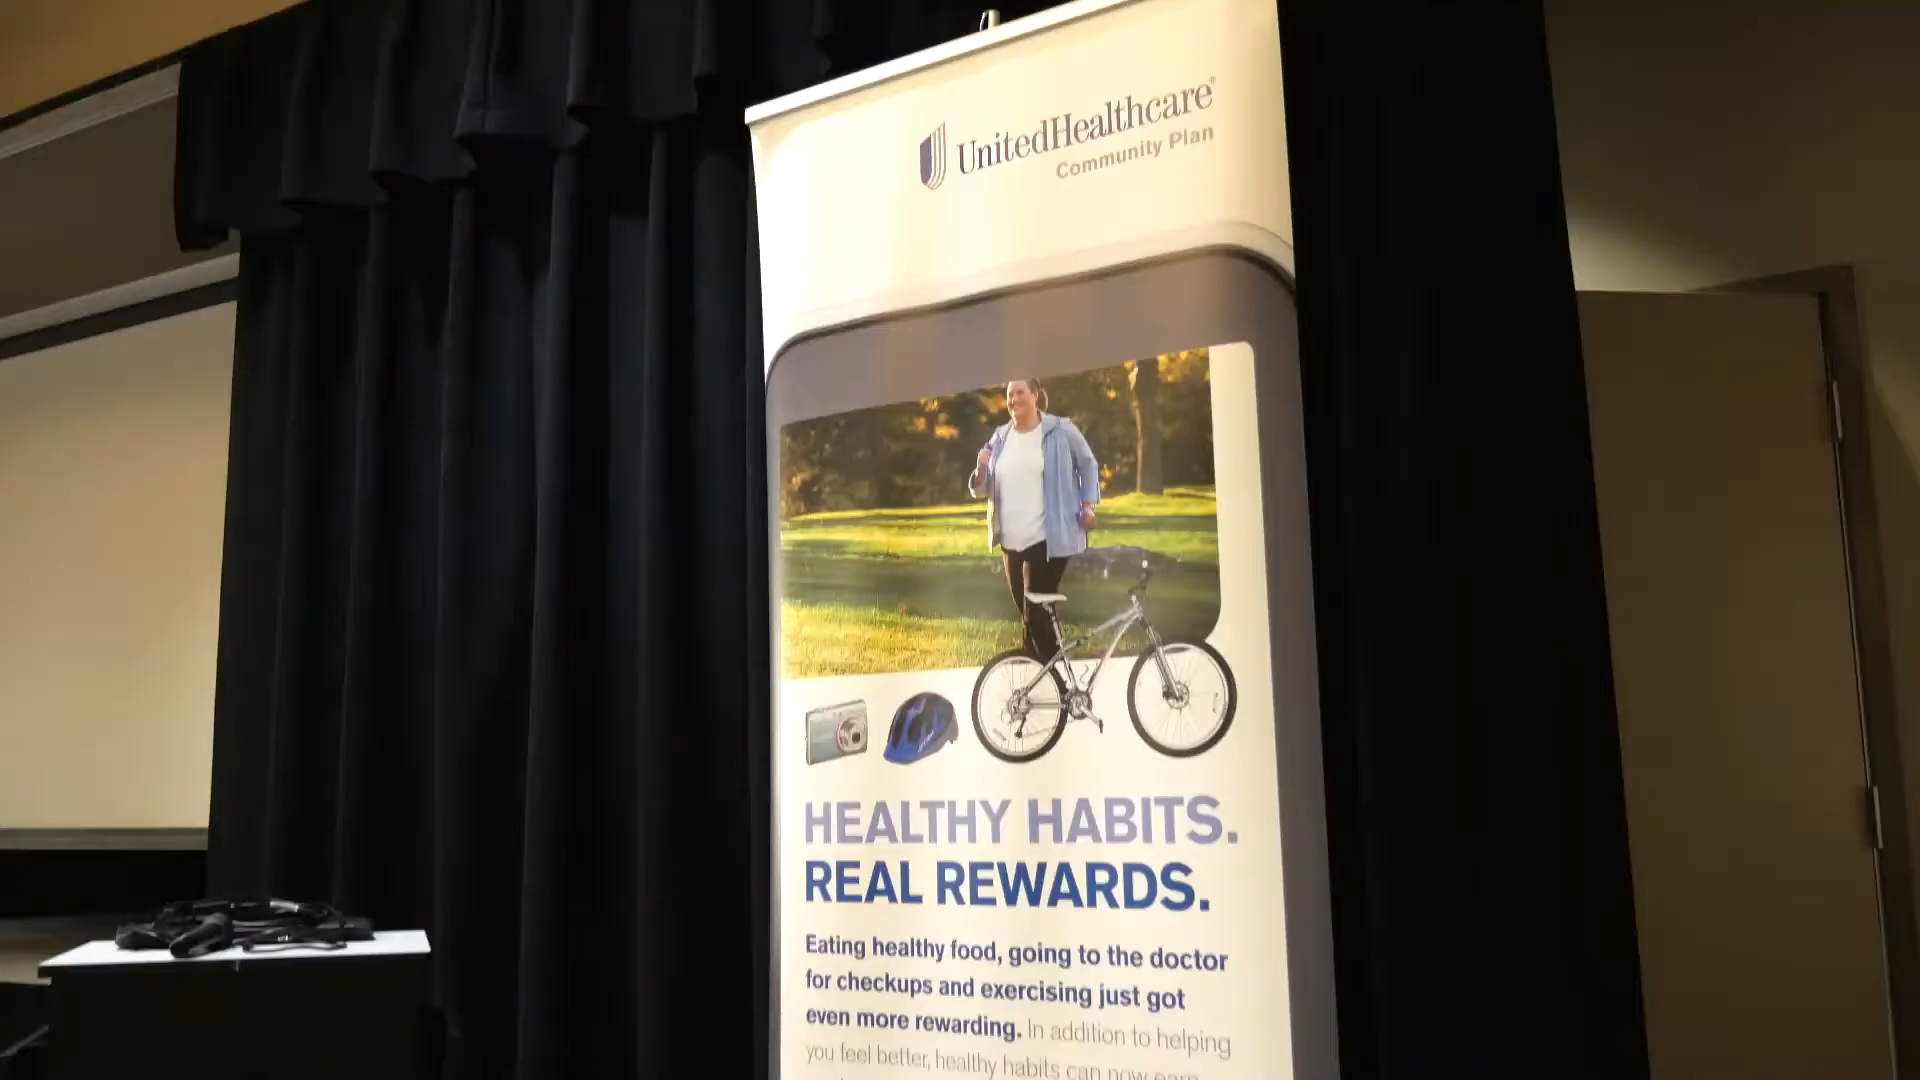 UnitedHealthcare®
Community Plan
HEALTHY HABITS.
REAL REWARDS.
Eating healthy food, going to the doctor
for checkups and exercising just got
even more rewarding. In addition to helping
you feel better, healthy habits can now earn